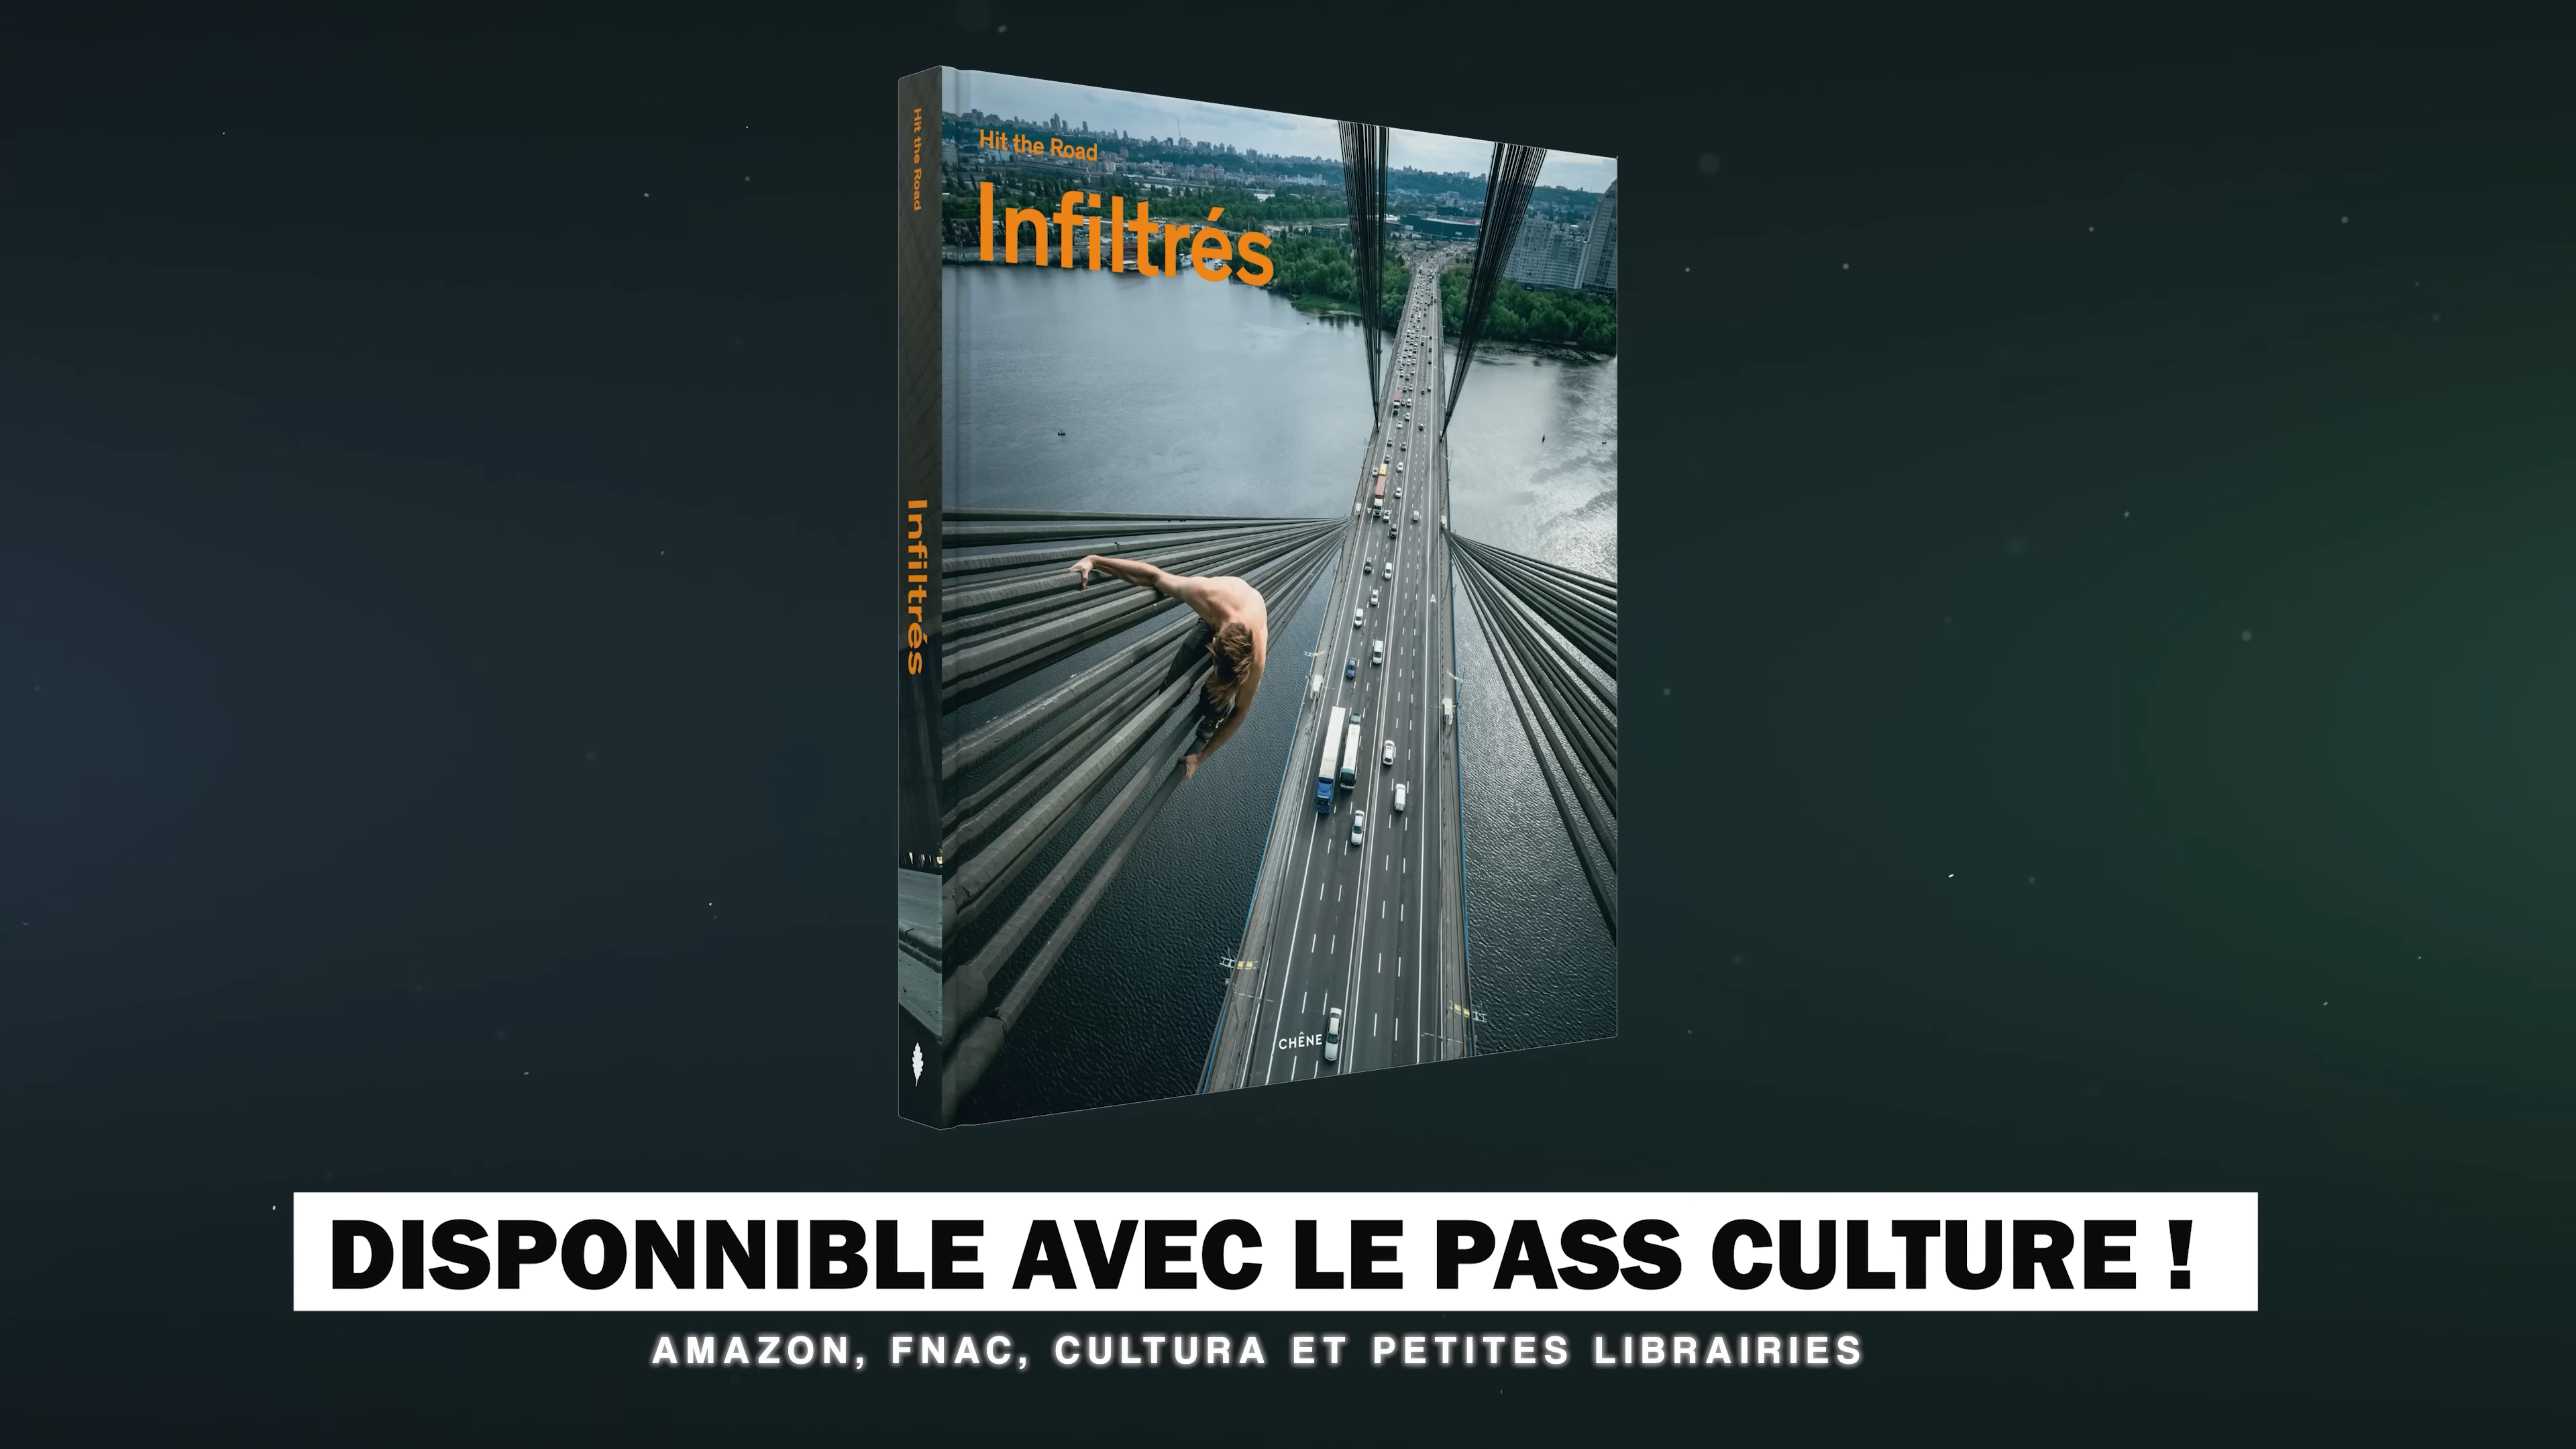 Hit the Road
Infiltrés
Hit the Road
Infiltrés
CHÊNE
DISPONNIBLE AVEC LE PASS CULTURE !
AMAZON, FNAC, CULTURA ET PETITES LIBRAIRIES